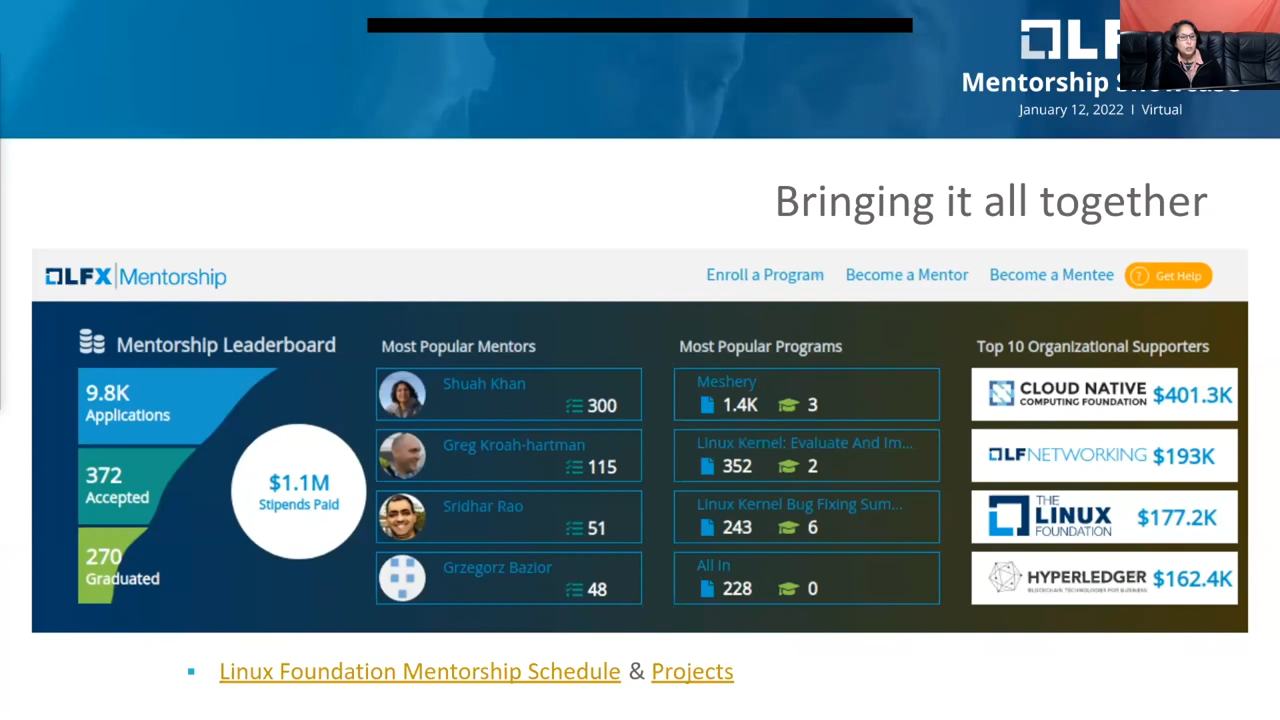 LF
Mentorship
January 12, 2022 | Virtual
Bringing it all together
LFX Mentorship
Enroll a Program
Become a Mentor
Become a Mentee
? Get Help
Mentorship Leaderboard
9.8K
Applications
372
Accepted
270
Graduated
$1.1M
Stipends Paid
Most Popular Mentors
Shuah Khan
300
Greg Kroah-hartman
115
Sridhar Rao
51
Grzegorz Bazior
48
Most Popular Programs
Meshery
1.4K 3
Linux Kernel: Evaluate And Im...
352 2
Linux Kernel Bug Fixing Sum...
243 6
All In
228 0
Top 10 Organizational Supporters
CLOUD NATIVE
COMPUTING FOUNDATION
$401.3K
LFNETWORKING $193K
THE
LINUX
FOUNDATION
$177.2K
HYPERLEDGER
BLOCKCHAIN TECHNOLOGIES FOR BUSINESS
$162.4K
Linux Foundation Mentorship Schedule & Projects